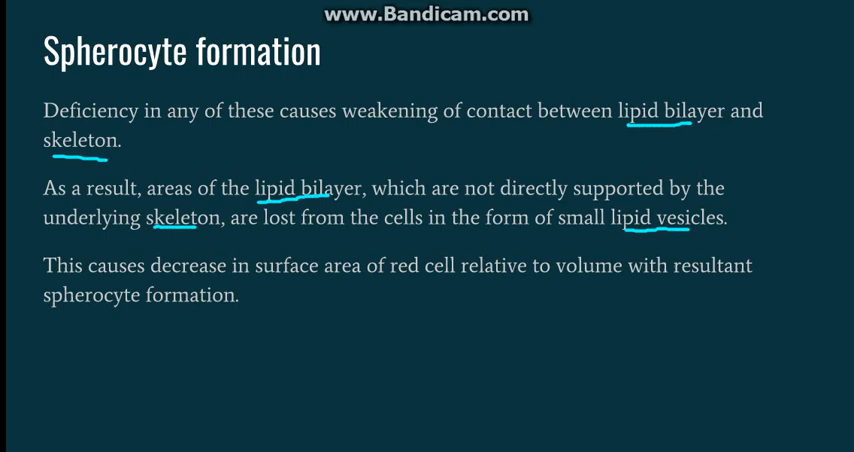 www.Bandicam.com
Spherocyte formation
Deficiency in any of these causes weakening of contact between lipid bilayer and
skeleton.
As a result, areas of the lipid bilayer, which are not directly supported by the
underlying skeleton, are lost from the cells in the form of small lipid vesicles.
This causes decrease in surface area of red cell relative to volume with resultant
spherocyte formation.